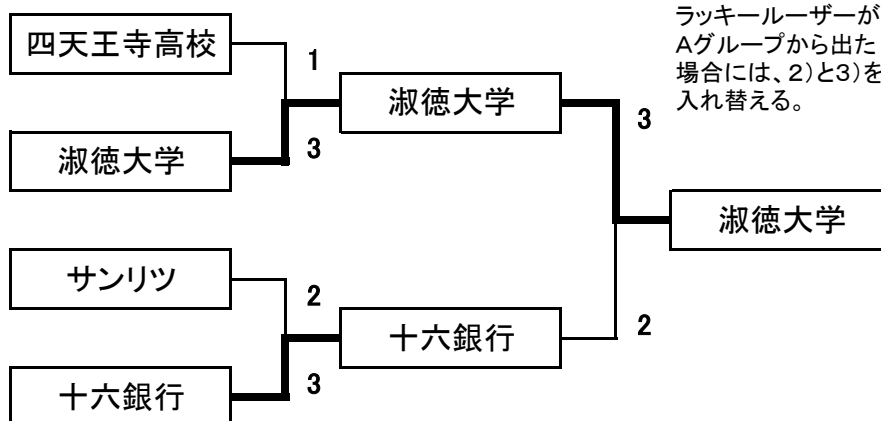 ラッキールーザーが
Aグループから出た
場合には、2)と3)を
入れ替える。
四天王寺高校
1
淑徳大学
3
淑徳大学
3
淑徳大学
サンリツ
2
十六銀行
2
十六銀行
3